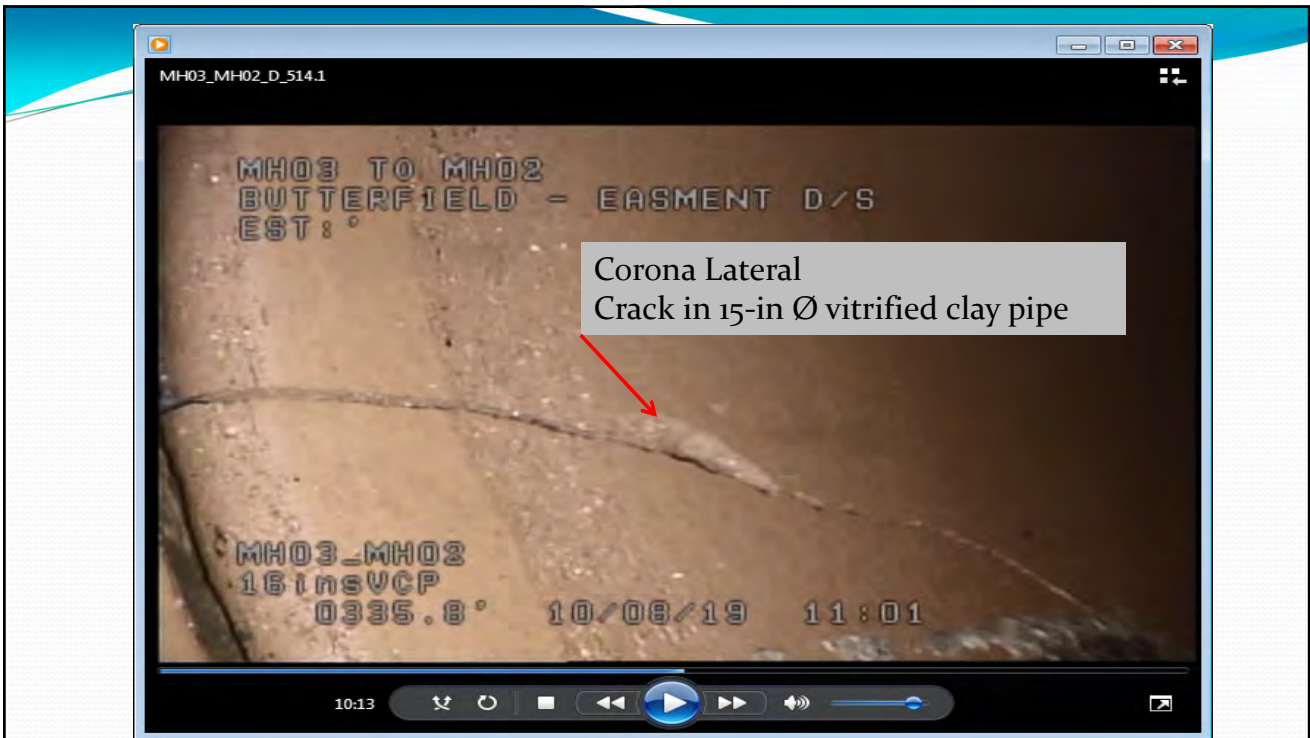 MH03_MH02_D_514.1
MH03 TO MH02
BUTTERFIELD - EASMENT D/S
EST:°
Corona Lateral
Crack in 15-in Ø vitrified clay pipe
MH03_MH02
15insVCP
0335.8° 10/08/19 11:01
10:13